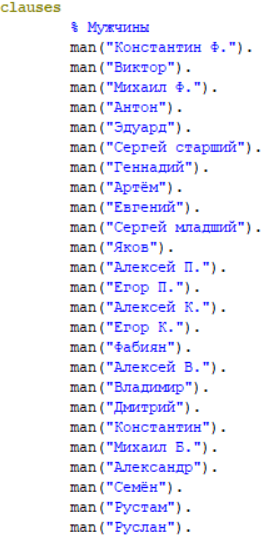 clauses
% Мужчины
man("Константин Ф.").
man("Виктор").
man("Михаил Ф.").
man("Антон").
man("Эдуард").
man("Сергей старший").
man("Геннадий").
man("Артём").
man("Евгений").
man("Сергей младший").
man("Яков").
man("Алексей П.").
man("Егор П.").
man("Алексей К.").
man("Егор К.").
man("Фабиян").
man("Алексей В.").
man("Владимир").
man("Дмитрий").
man("Константин").
man("Михаил Б.").
man("Александр").
man("Семён").
man("Рустам").
man("Руслан").